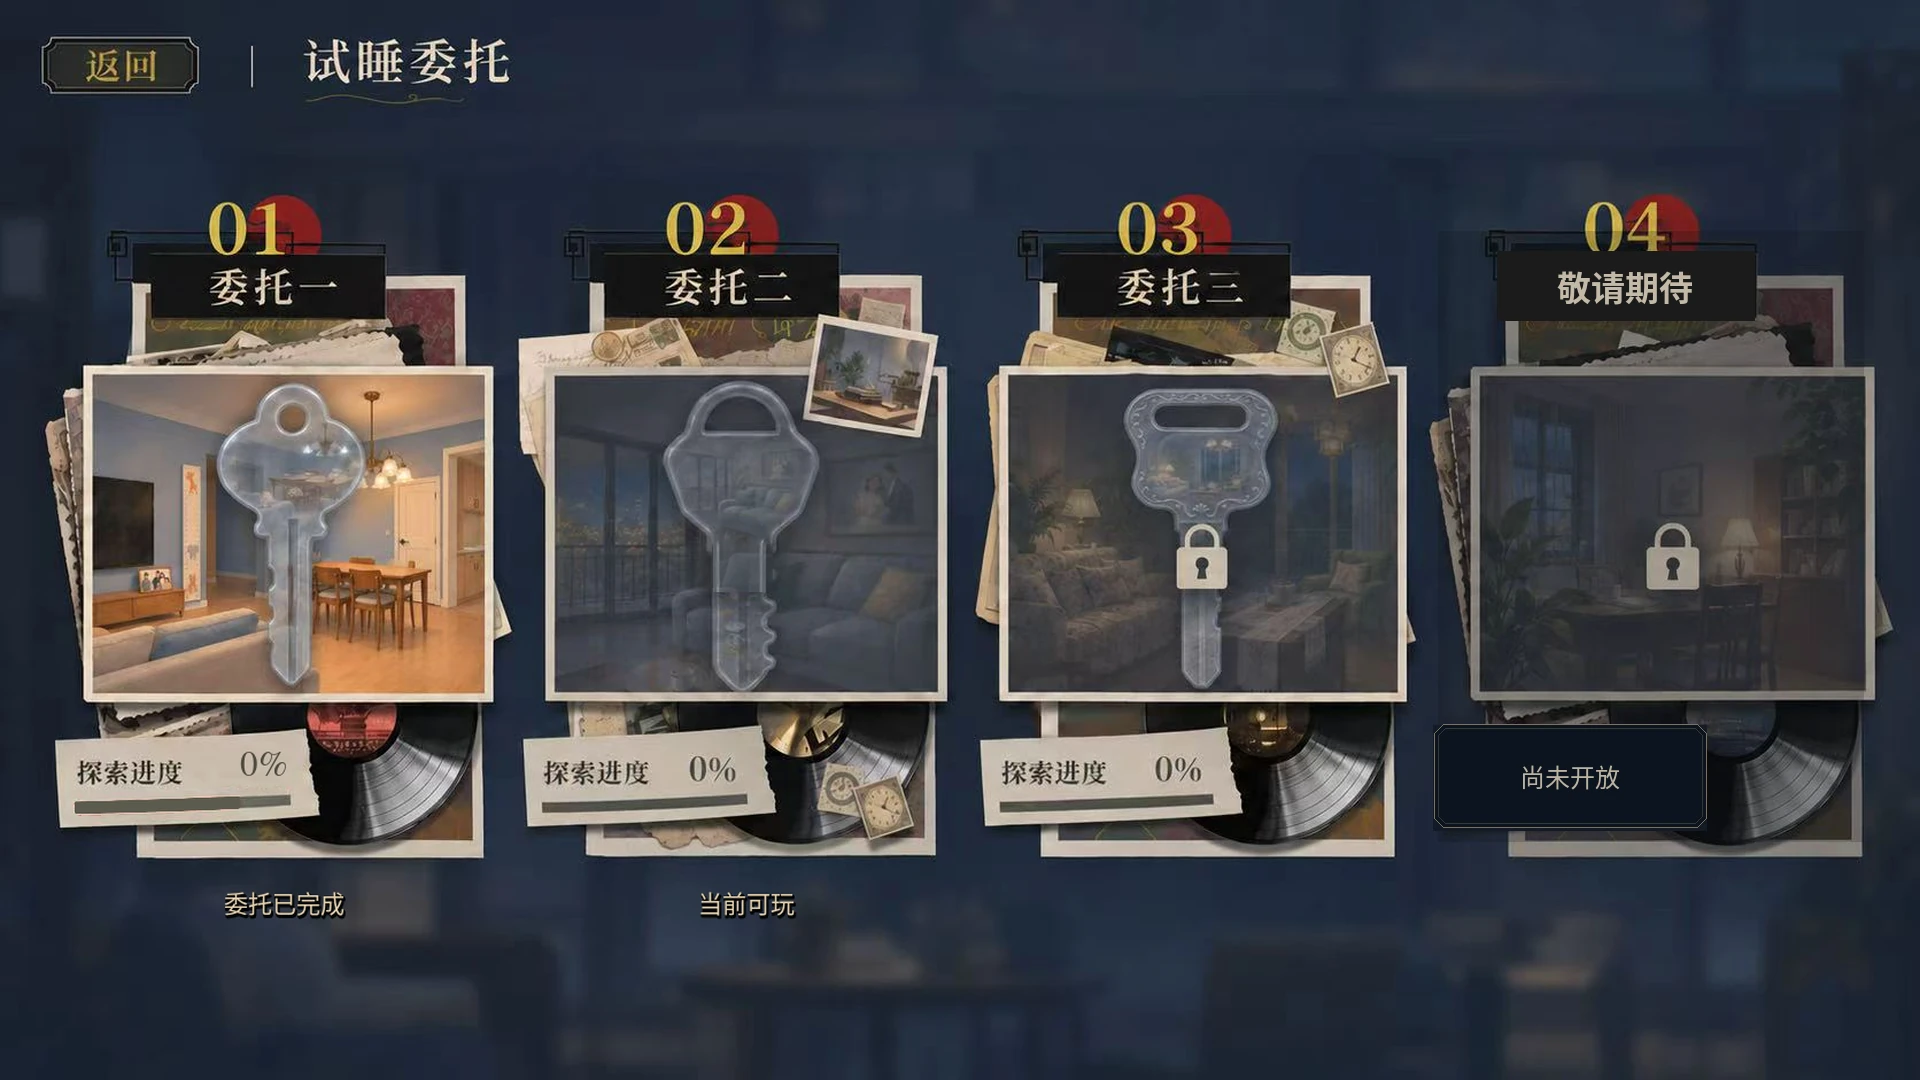 返回
试睡委托
01
委托一
02
委托二
03
委托三
04
敬请期待
探索进度 0%
探索进度 0%
探索进度 0%
尚未开放
委托已完成
当前可玩